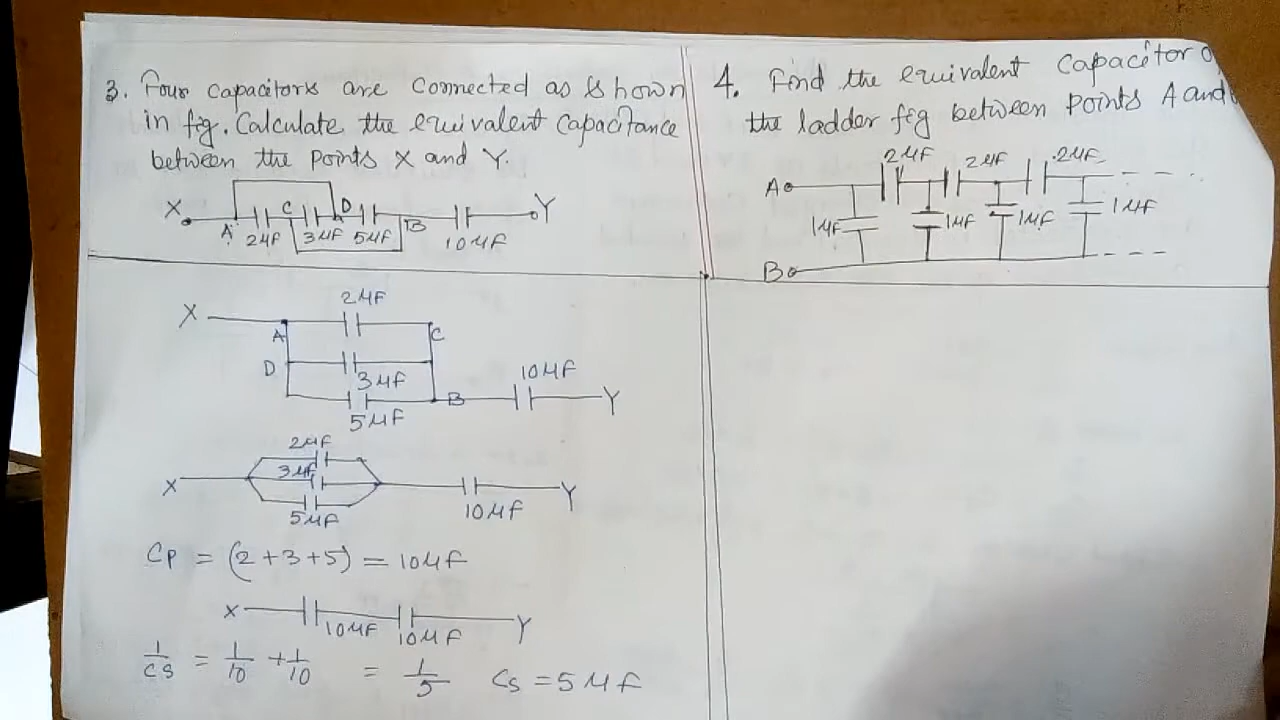 3. Four capacitors are connected as shown
in fig. Calculate the equivalent capacitance
between the points X and Y.
X A 2μF C 3μF D 5μF B 10μF Y
X A 2μF C
D 3μF
5μF B 10μF Y
2μF
X 3μF 10μF Y
5μF
Cp = (2+3+5) = 10μF
X 10μF 10μF Y
1/Cs = 1/10 + 1/10 = 1/5 Cs = 5μF
4. Find the equivalent capacitor
the ladder fig between points A and
2μF 2μF 2μF
A
1μF 1μF 1μF 1μF
B